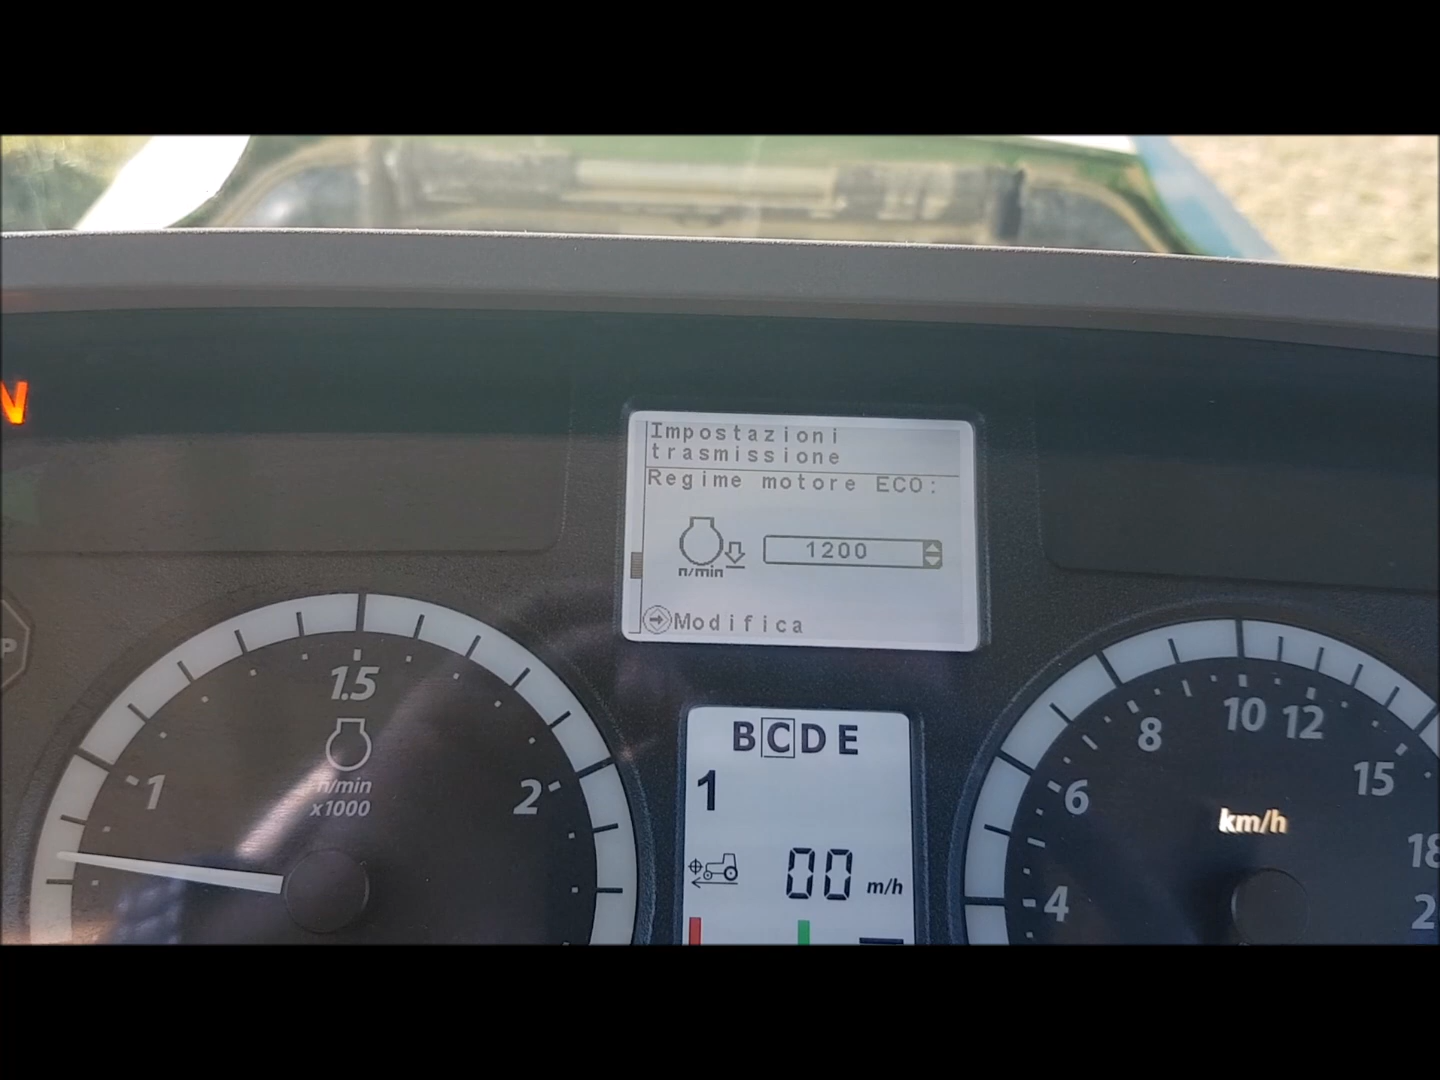 N
Impostazioni
trasmissione
Regime motore ECO:
1200
n/min
Modifica
P
1.5
1
2
n/min
x1000
B C D E
1
00 m/h
4
6
8
10
12
15
18
km/h